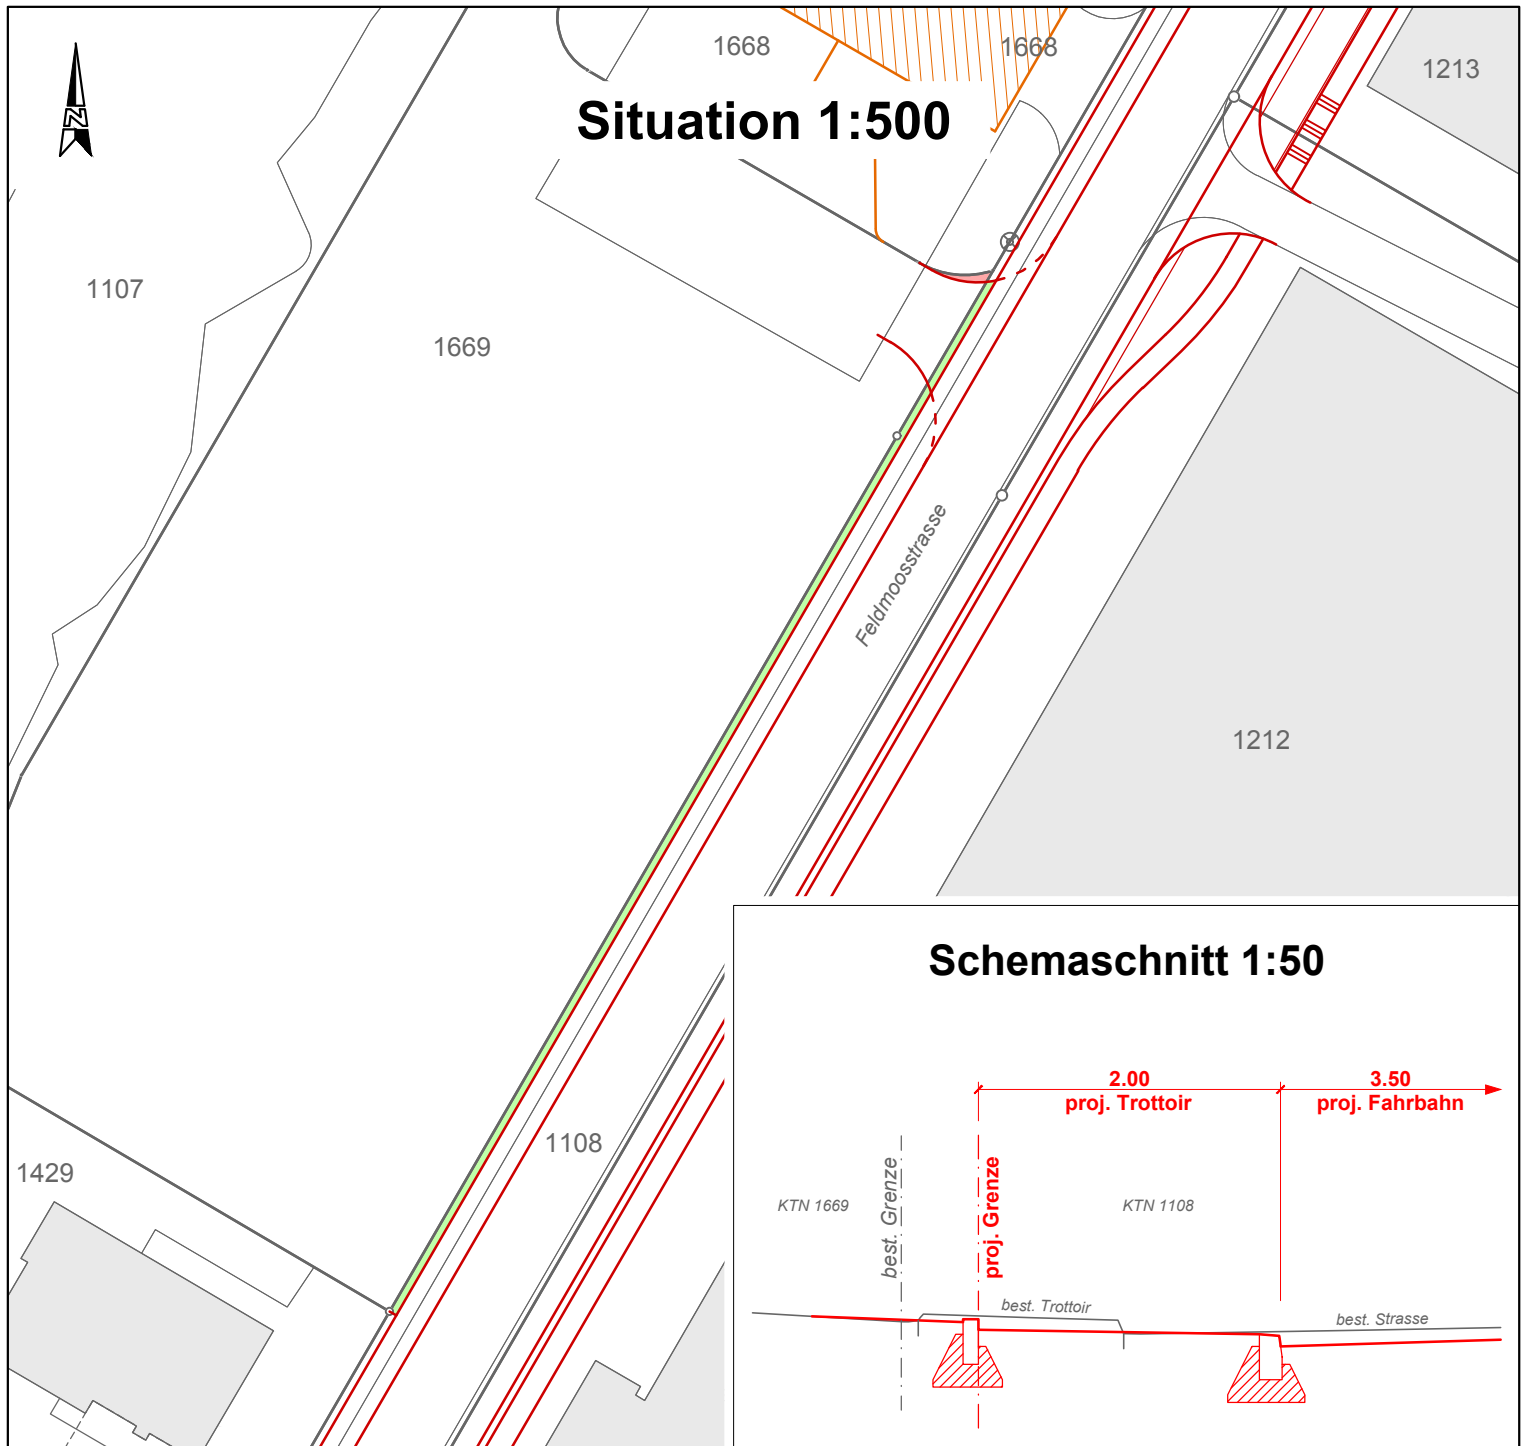 1668
1668
1213
Situation 1:500
N
1107
1669
Feldmoosstrasse
1212
1108
1429
Schemaschnitt 1:50
2.00
proj. Trottoir
3.50
proj. Fahrbahn
KTN 1669
best. Grenze
proj. Grenze
KTN 1108
best. Trottoir
best. Strasse